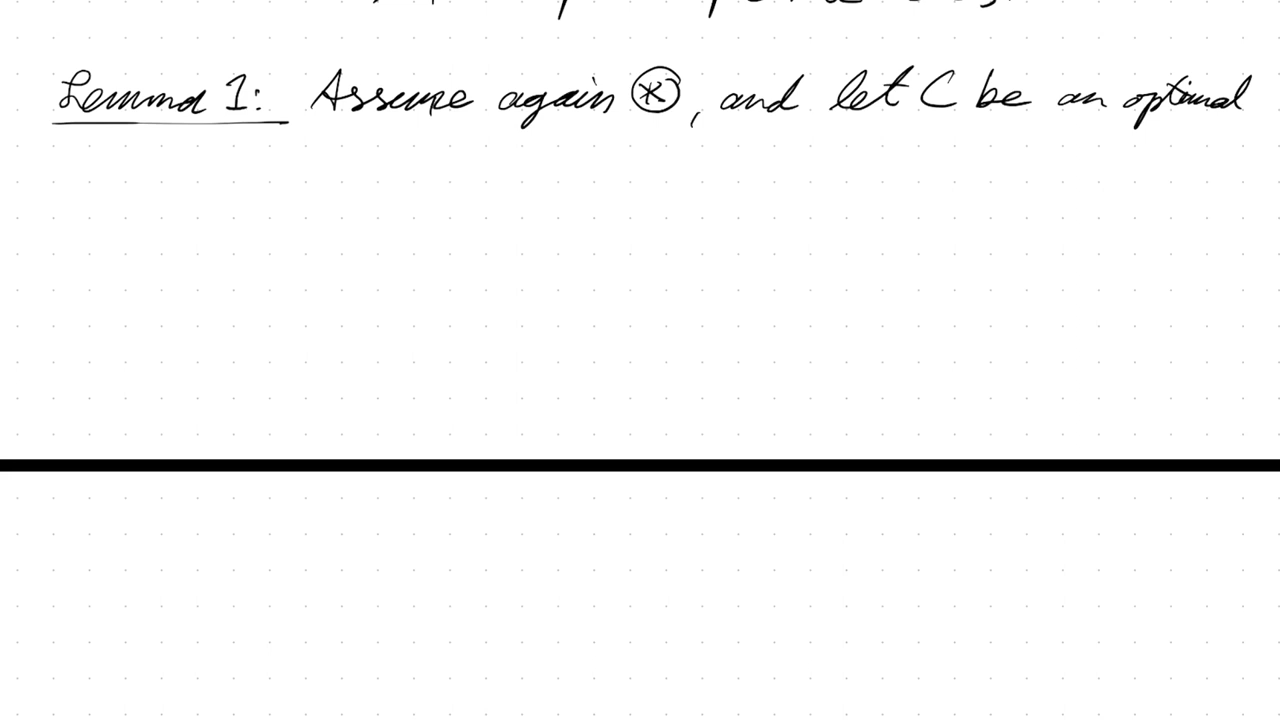 Lemma 1: Assume again ⊛, and let C be an optimal